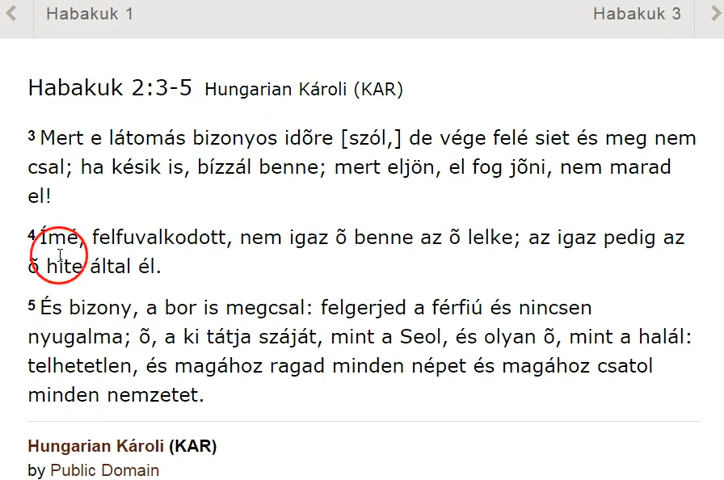 Habakuk 1 Habakuk 3
Habakuk 2:3-5 Hungarian Károli (KAR)
3 Mert e látomás bizonyos idõre [szól,] de vége felé siet és meg nem
csal; ha késik is, bízzál benne; mert eljön, el fog jõni, nem marad
el!
4 Ímé, felfuvalkodott, nem igaz õ benne az õ lelke; az igaz pedig az
õ hite által él.
5 És bizony, a bor is megcsal: felgerjed a férfiú és nincsen
nyugalma; õ, a ki tátja száját, mint a Seol, és olyan õ, mint a halál:
telhetetlen, és magához ragad minden népet és magához csatol
minden nemzetet.
Hungarian Károli (KAR)
by Public Domain